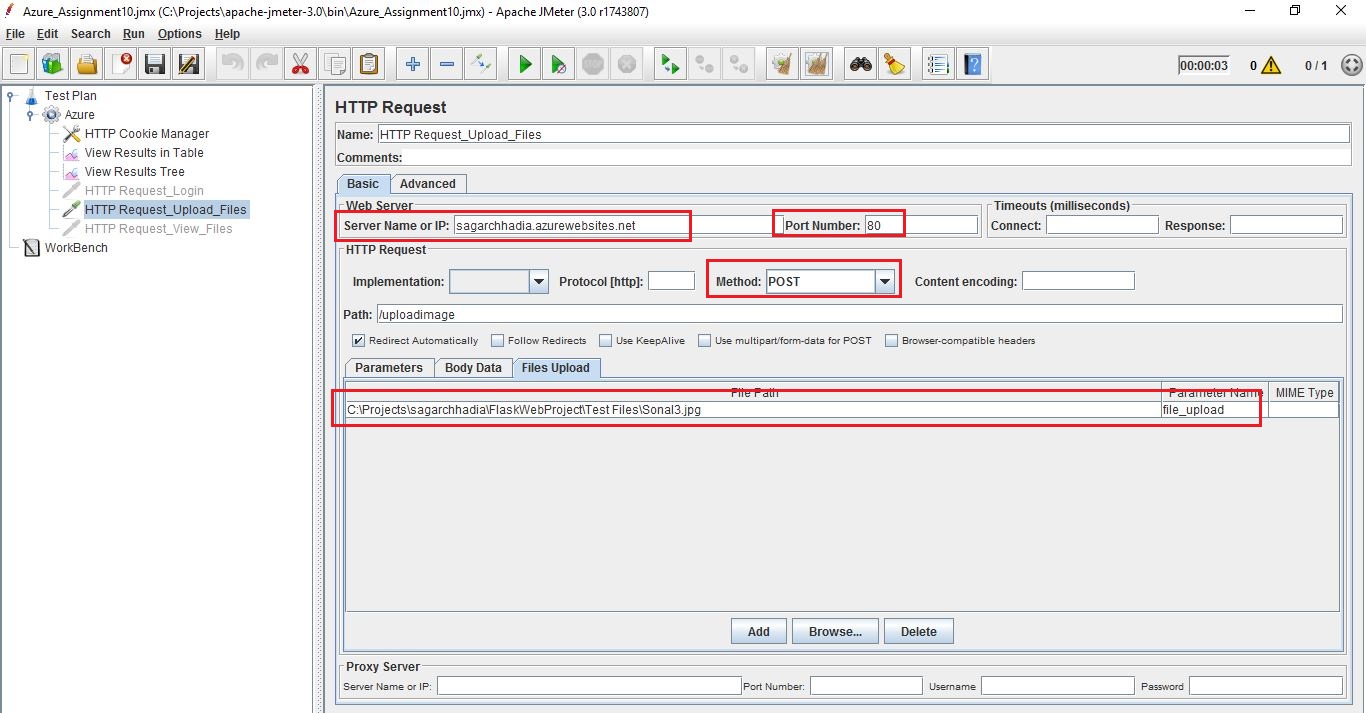 Azure_Assignment10.jmx (C:\Projects\apache-jmeter-3.0\bin\Azure_Assignment10.jmx) - Apache JMeter (3.0 r1743807)
File Edit Search Run Options Help
STOP 00:00:03 0 0 / 1
Test Plan
Azure
HTTP Cookie Manager
View Results in Table
View Results Tree
HTTP Request_Login
HTTP Request_Upload_Files
HTTP Request_View_Files
WorkBench
HTTP Request
Name: HTTP Request_Upload_Files
Comments:
Basic Advanced
Web Server Timeouts (milliseconds)
Server Name or IP: sagarchhadia.azurewebsites.net Port Number: 80 Connect: Response:
HTTP Request
Implementation: Protocol [http]: Method: POST Content encoding:
Path: /uploadimage
Redirect Automatically Follow Redirects Use KeepAlive Use multipart/form-data for POST Browser-compatible headers
Parameters Body Data Files Upload
File Path Parameter Name MIME Type
C:\Projects\sagarchhadia\FlaskWebProject\Test Files\Sonal3.jpg file_upload
Add Browse... Delete
Proxy Server
Server Name or IP: Port Number: Username Password